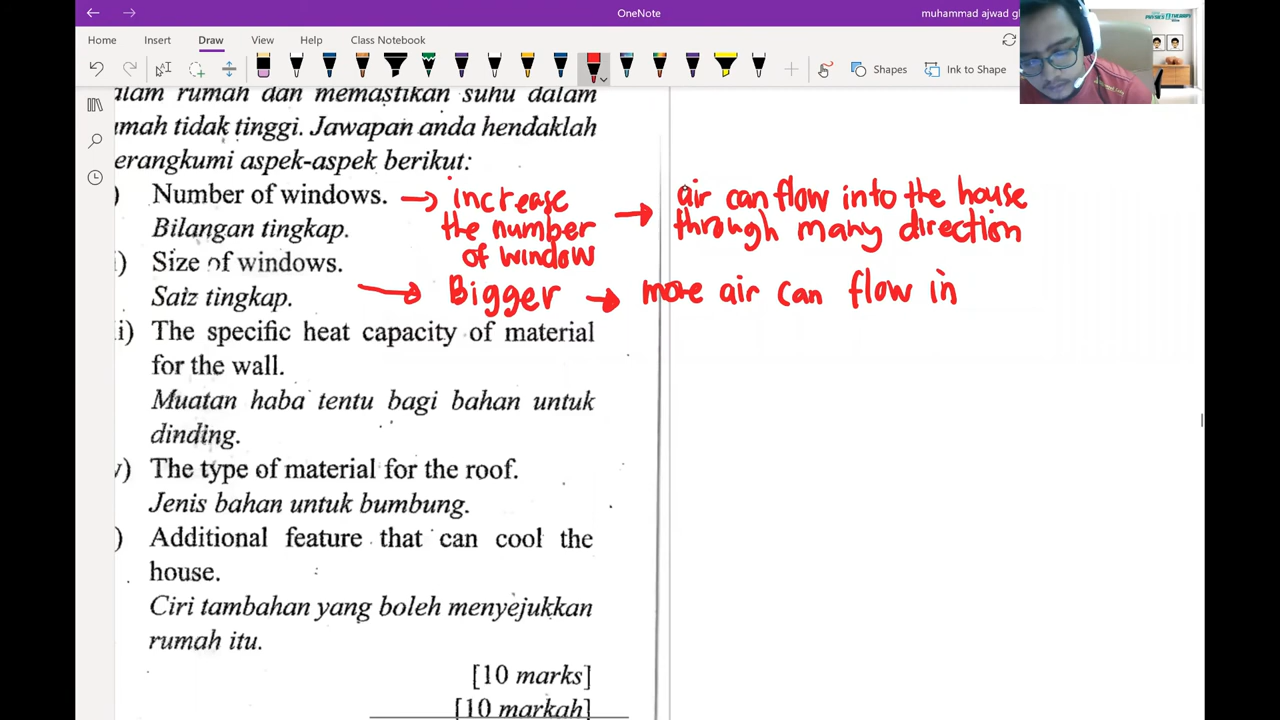 OneNote
muhammad ajwad gh
Home Insert Draw View Help Class Notebook
Shapes Ink to Shape
alam rumah dan memastikan suhu dalam
umah tidak tinggi. Jawapan anda hendaklah
erangkumi aspek-aspek berikut:
) Number of windows. → increase
the number
of window
→ air can flow into the house
through many direction
Bilangan tingkap.
i) Size of windows.
→ Bigger → more air can flow in
Saiz tingkap.
ii) The specific heat capacity of material
for the wall.
Muatan haba tentu bagi bahan untuk
dinding.
v) The type of material for the roof.
Jenis bahan untuk bumbung.
) Additional feature that can cool the
house.
Ciri tambahan yang boleh menyejukkan
rumah itu.
[10 marks]
[10 markah]